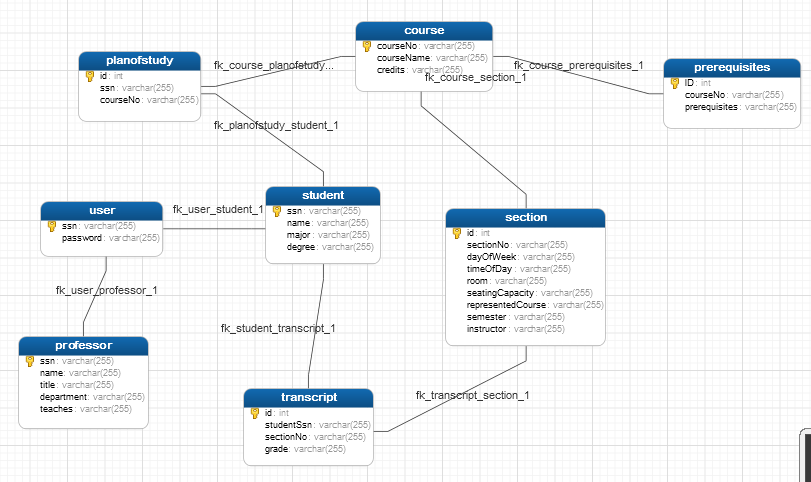 course
courseNo: varchar(255)
courseName: varchar(255)
credits: varchar(255)
planofstudy
id: int
ssn: varchar(255)
courseNo: varchar(255)
prerequisites
ID: int
courseNo: varchar(255)
prerequisites: varchar(255)
fk_course_planofstudy...
fk_course_prerequisites_1
fk_course_section_1
fk_planofstudy_student_1
student
ssn: varchar(255)
name: varchar(255)
major: varchar(255)
degree: varchar(255)
user
ssn: varchar(255)
password: varchar(255)
fk_user_student_1
section
id: int
sectionNo: varchar(255)
dayOfWeek: varchar(255)
timeOfDay: varchar(255)
room: varchar(255)
seatingCapacity: varchar(255)
representedCourse: varchar(255)
semester: varchar(255)
instructor: varchar(255)
fk_user_professor_1
fk_student_transcript_1
professor
ssn: varchar(255)
name: varchar(255)
title: varchar(255)
department: varchar(255)
teaches: varchar(255)
transcript
id: int
studentSsn: varchar(255)
sectionNo: varchar(255)
grade: varchar(255)
fk_transcript_section_1